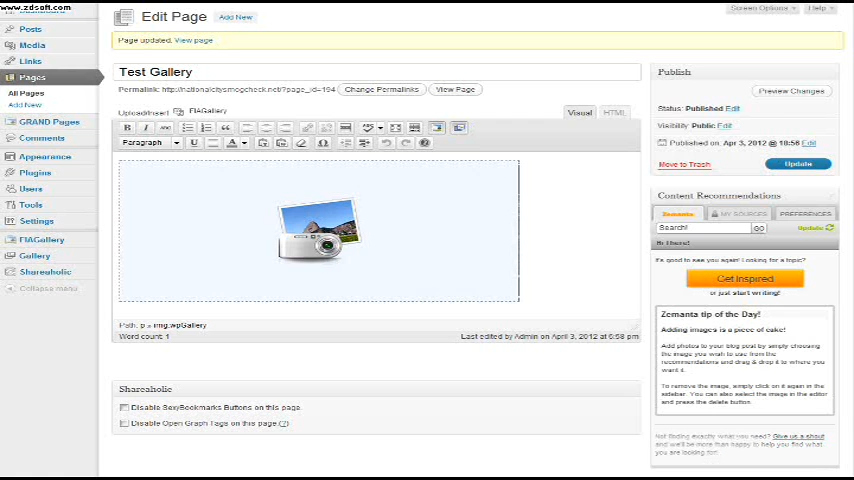 www.zdsoft.com
Screen Options
Help
Posts
Media
Links
Pages
All Pages
Add New
GRAND Pages
Comments
Appearance
Plugins
Users
Tools
Settings
FIAGallery
Gallery
Shareaholic
Collapse menu
Edit Page Add New
Page updated. View page
Test Gallery
Permalink: http://nationalcitysmogcheck.net/?page_id=194 Change Permalinks View Page
Upload/Insert FIAGallery
Visual HTML
B I ABC
Paragraph U A
Path: p » img.wpGallery
Word count: 1 Last edited by Admin on April 3, 2012 at 6:58 pm
Shareaholic
Disable SexyBookmarks Buttons on this page.
Disable Open Graph Tags on this page.(?)
Publish
Preview Changes
Status: Published Edit
Visibility: Public Edit
Published on: Apr 3, 2012 @ 18:56 Edit
Move to Trash Update
Content Recommendations
Zemanta MY SOURCES PREFERENCES
Search! GO Update
Hi There!
It's good to see you again! Looking for a topic?
Get Inspired
or just start writing!
Zemanta tip of the Day!
Adding images is a piece of cake!
Add photos to your blog post by simply choosing
the image you wish to use from the
recommendations and drag & drop it to where you
want it.
To remove the image, simply click on it again in the
sidebar. You can also select the image in the editor
and press the delete button.
Not finding exactly what you need? Give us a shout
and we'll be more than happy to help you find what
you are looking for!